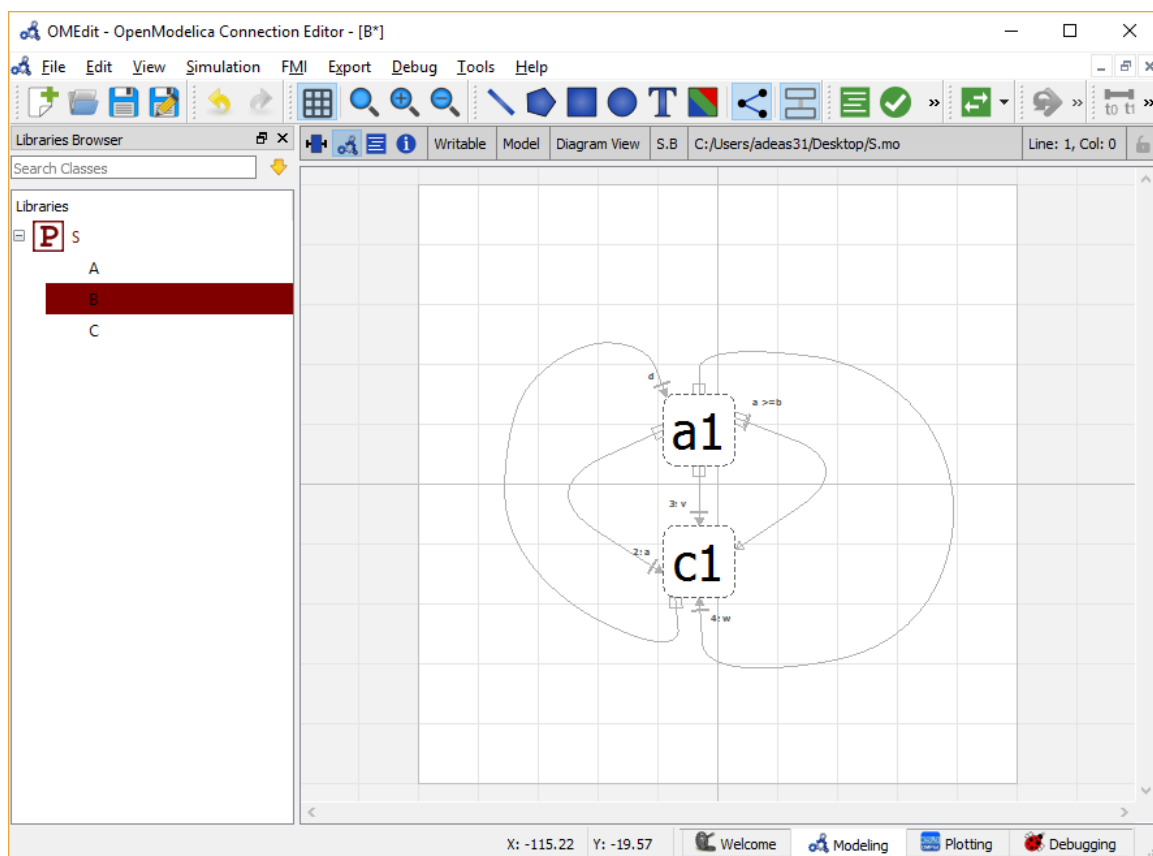 OMEdit - OpenModelica Connection Editor - [B*]
File Edit View Simulation FMI Export Debug Tools Help
T » » to t »
Libraries Browser
Writable Model Diagram View S.B C:/Users/adeas31/Desktop/S.mo Line: 1, Col: 0
Search Classes
Libraries
P S
A
B
C
d
a >=b
a1
3: v
2: a
c1
4: w
X: -115.22 Y: -19.57 Welcome Modeling Plotting Debugging